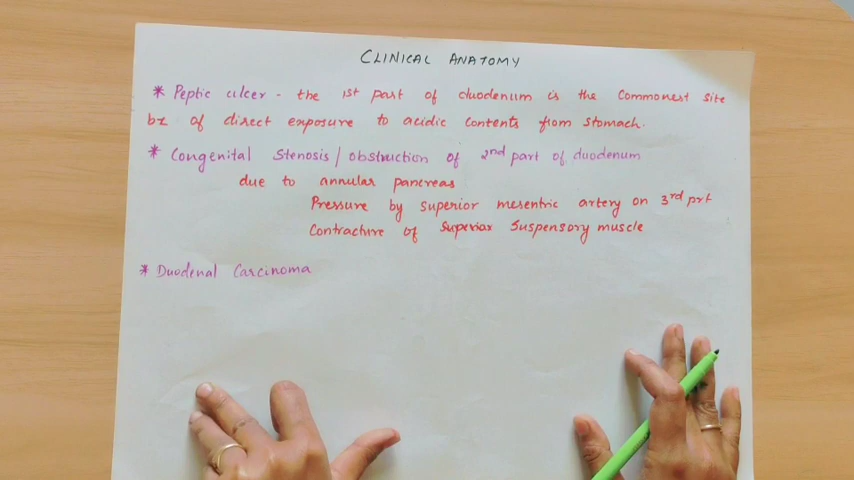 CLINICAL ANATOMY
* Peptic ulcer - the 1st part of duodenum is the commonest site
bz of direct exposure to acidic contents from stomach.
* Congenital Stenosis/obstruction of 2nd part of duodenum
due to annular pancreas
Pressure by superior mesentric artery on 3rd prt
Contracture of Superior Suspensory muscle
* Duodenal Carcinoma